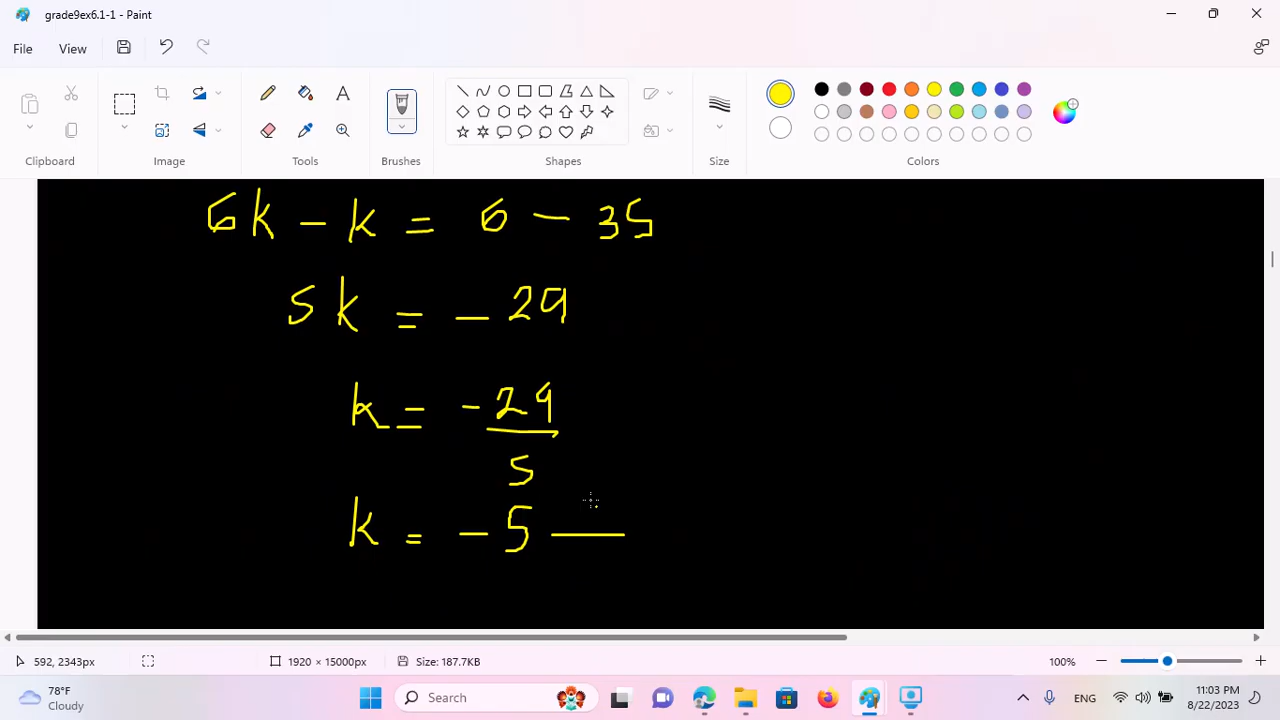 grade9ex6.1-1 - Paint
File View
Clipboard Image Tools Brushes Shapes Size Colors
6k - k = 6 - 35
5k = - 29
k = - 29
5
k = - 5
592, 2343px 1920 × 15000px Size: 187.7KB 100%
78°F Search ENG 11:03 PM
Cloudy 8/22/2023